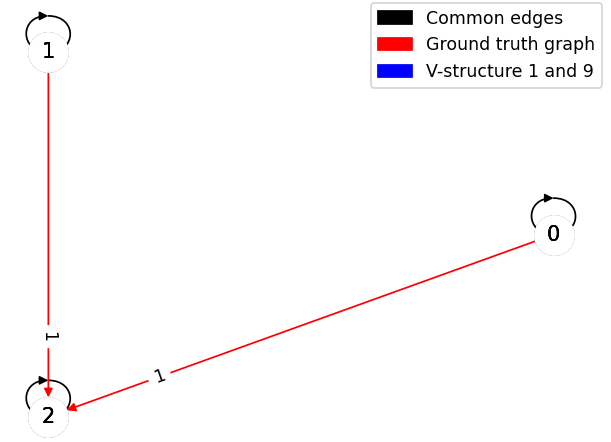 1
Common edges
Ground truth graph
V-structure 1 and 9
0
1
1
2